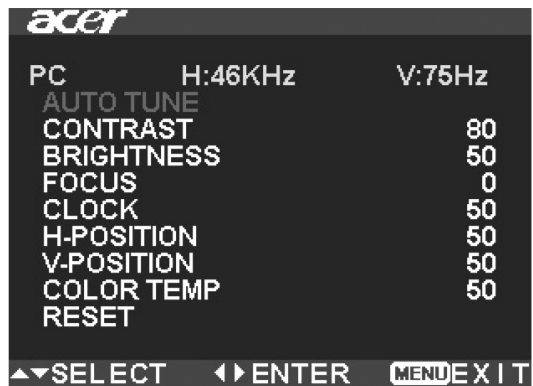 acer
PC H:46KHz V:75Hz
AUTO TUNE
CONTRAST 80
BRIGHTNESS 50
FOCUS 0
CLOCK 50
H-POSITION 50
V-POSITION 50
COLOR TEMP 50
RESET
▲▼SELECT ◀▶ENTER MENU EXIT